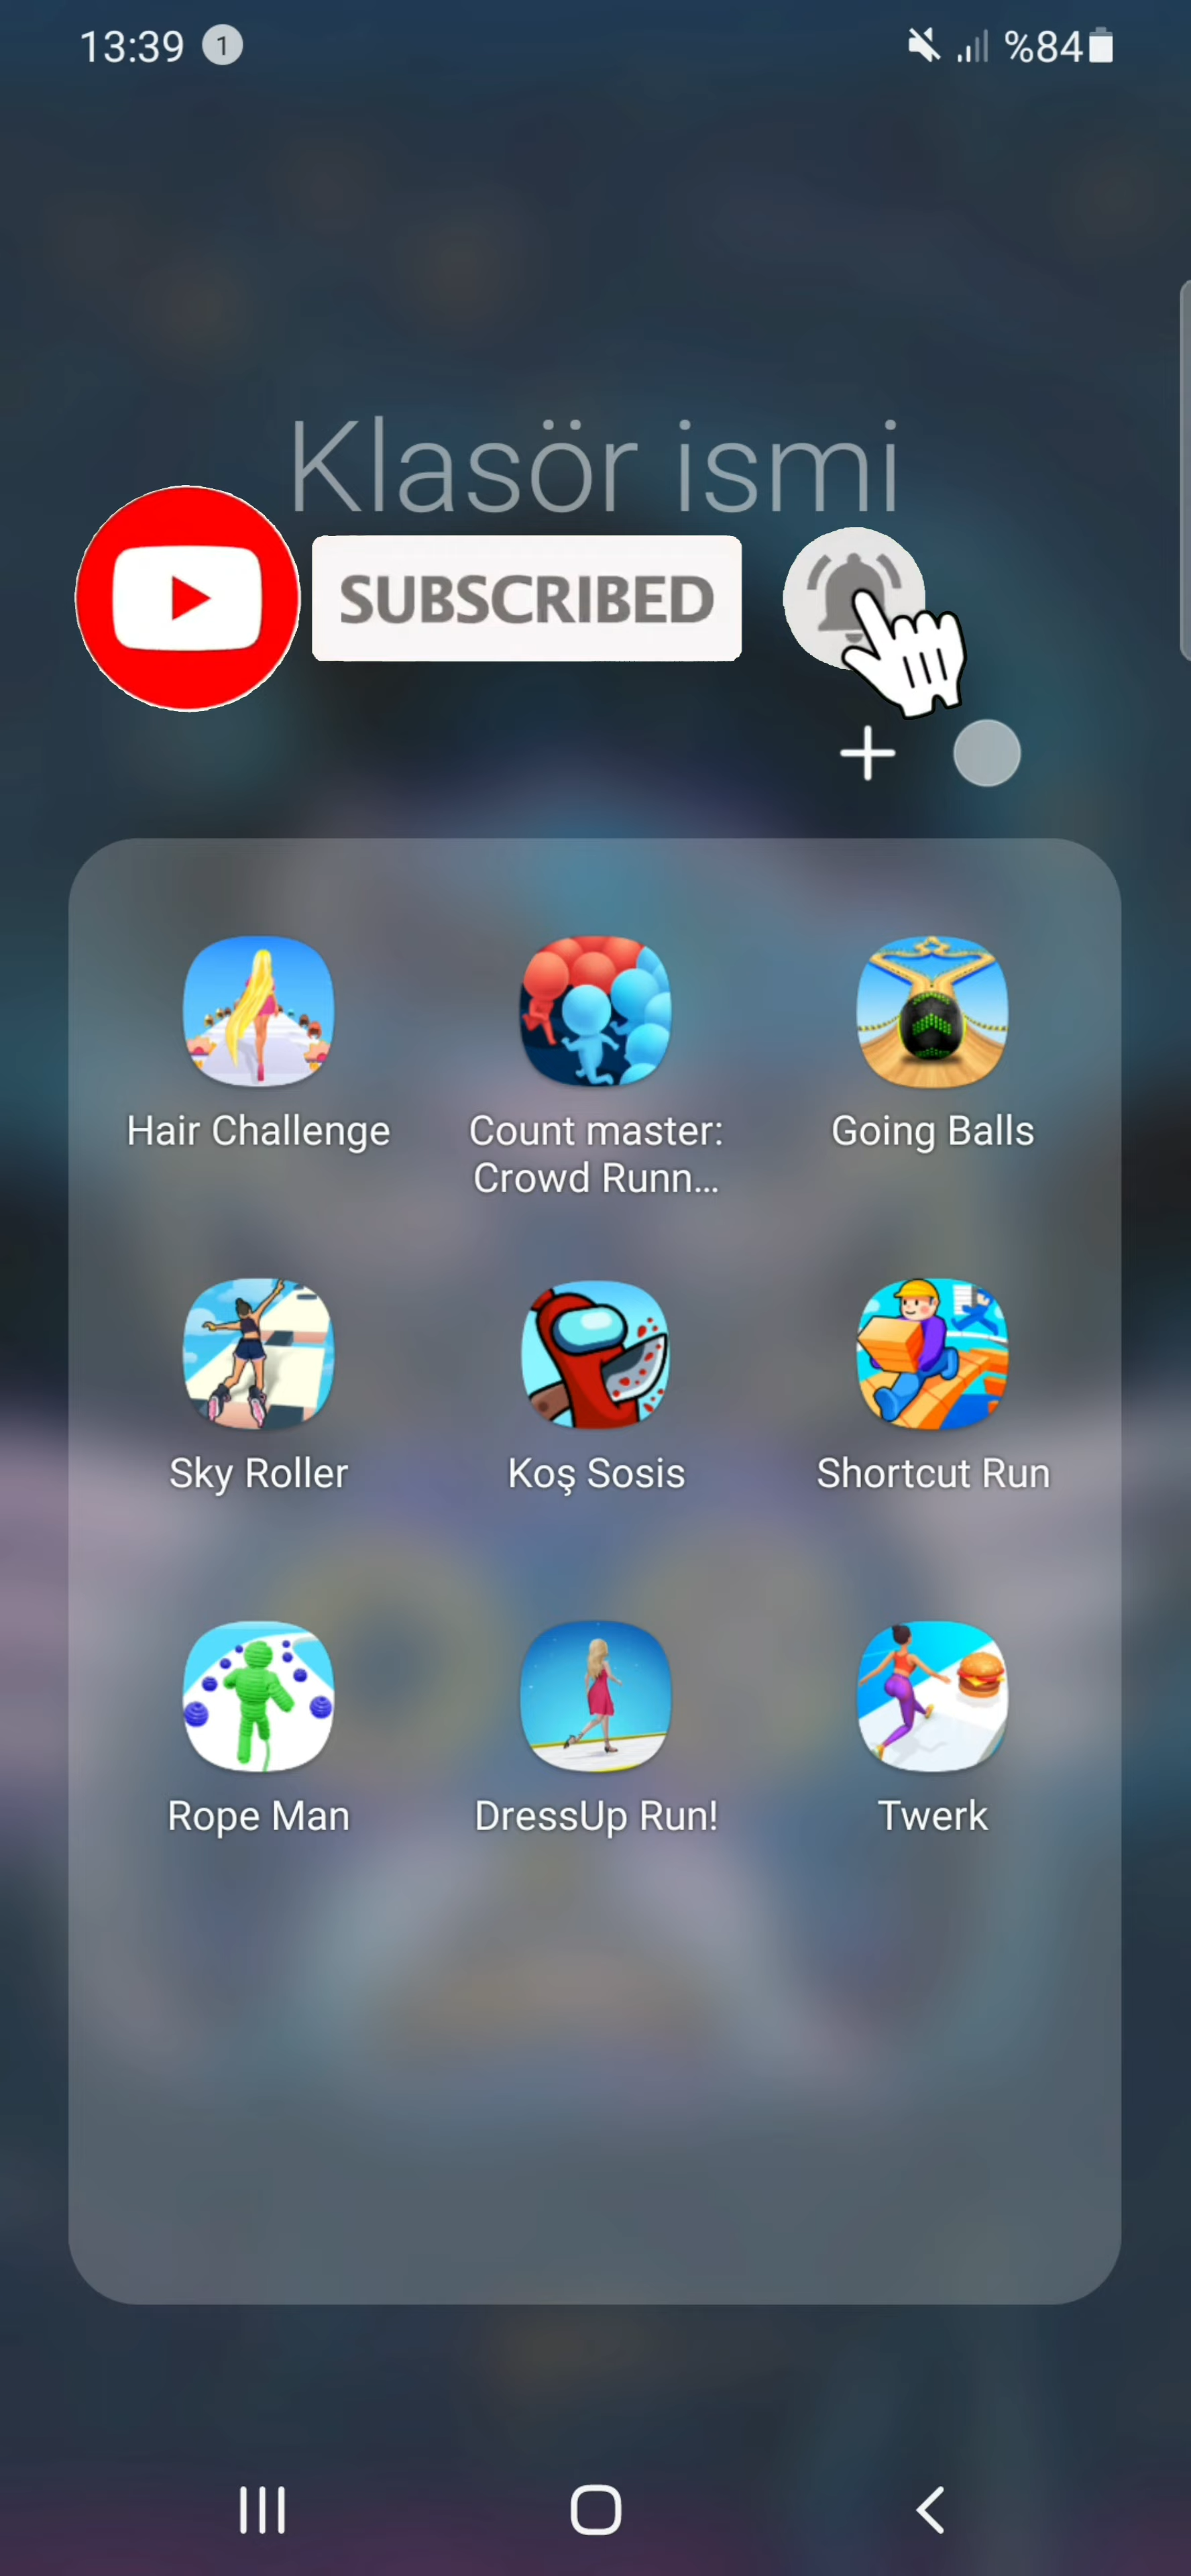 13:39 1 %84
Klasör ismi
SUBSCRIBED
Hair Challenge
Count master:
Crowd Runn...
Going Balls
Sky Roller
Koş Sosis
Shortcut Run
Rope Man
DressUp Run!
Twerk